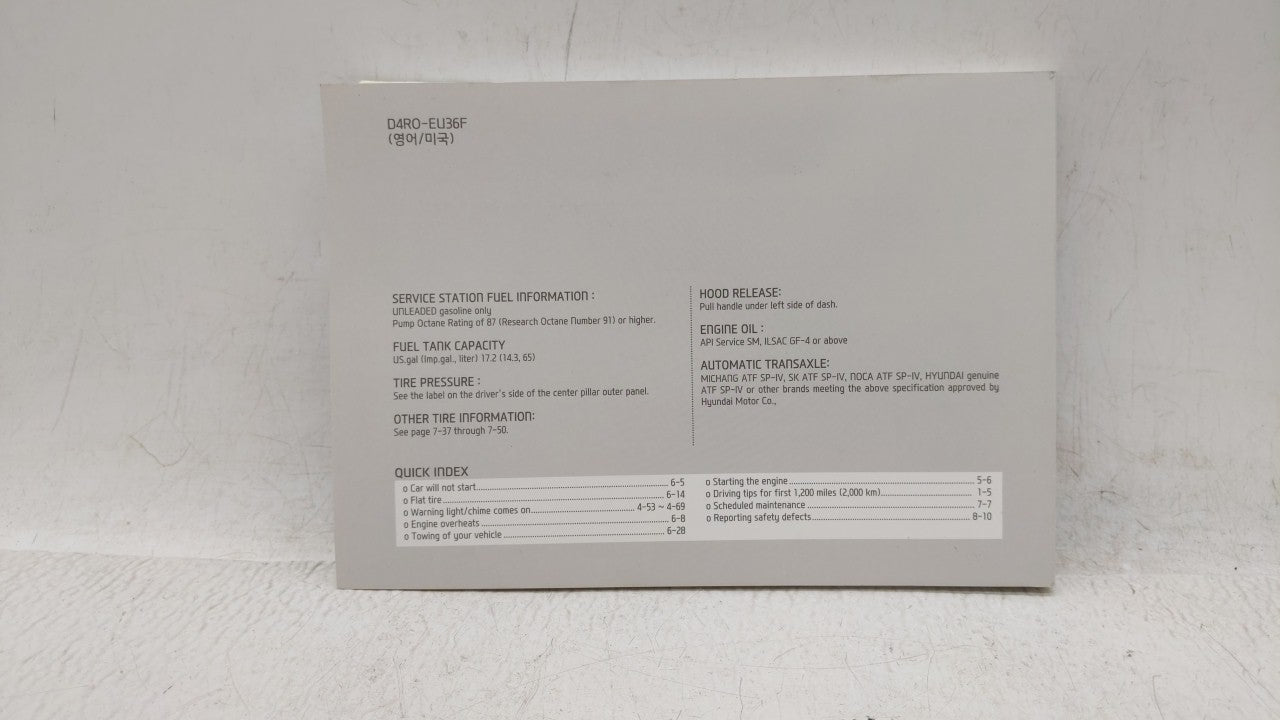 D4RO-EU36F
(영어/미국)
SERVICE STATION FUEL INFORMATION :
UNLEADED gasoline only
Pump Octane Rating of 87 (Research Octane Number 91) or higher.
FUEL TANK CAPACITY
US.gal (Imp.gal., liter) 17.2 (14.3, 65)
TIRE PRESSURE :
See the label on the driver's side of the center pillar outer panel.
OTHER TIRE INFORMATION:
See page 7-37 through 7-50.
HOOD RELEASE:
Pull handle under left side of dash.
ENGINE OIL :
API Service SM, ILSAC GF-4 or above
AUTOMATIC TRANSAXLE:
MICHANG ATF SP-IV, SK ATF SP-IV, NOCA ATF SP-IV, HYUNDAI genuine
ATF SP-IV or other brands meeting the above specification approved by
Hyundai Motor Co.,
QUICK INDEX
o Car will not start 6-5
o Flat tire 6-14
o Warning light/chime comes on 4-53 ~ 4-69
o Engine overheats 6-8
o Towing of your vehicle 6-28
o Starting the engine 5-6
o Driving tips for first 1,200 miles (2,000 km) 1-5
o Scheduled maintenance 7-7
o Reporting safety defects 8-10